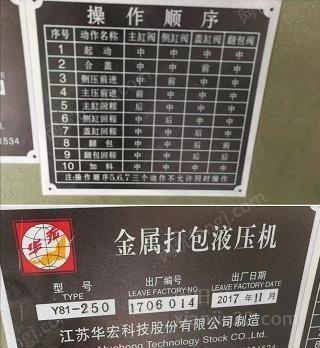 操作顺序
序号 动作名称 主缸阀 侧缸阀 盖缸阀 翻包阀
1 起动 中 中 中 中
2 合盖 中 中 前 中
3 侧压前进 中 前 中 中
4 主压前进 前 中 中 中
5 主缸回程 后 中 中 中
6 侧缸回程 中 后 中 中
7 盖缸回程 中 中 后 中
8 翻包 中 中 中 前
9 翻包回程 中 中 中 后
10 加料 中 中 中 中
注:操作顺序5.6.7三个动作不允许同时操作
1534
华宏
金属打包液压机
型号 出厂编号 出厂日期
TYPE LEAVE FACTORY NO LEAVE FACTORY DATE
Y81-250 1706014 2017年11月
江苏华宏科技股份有限公司制造
Huahong Technology Stock CO.,LTD.